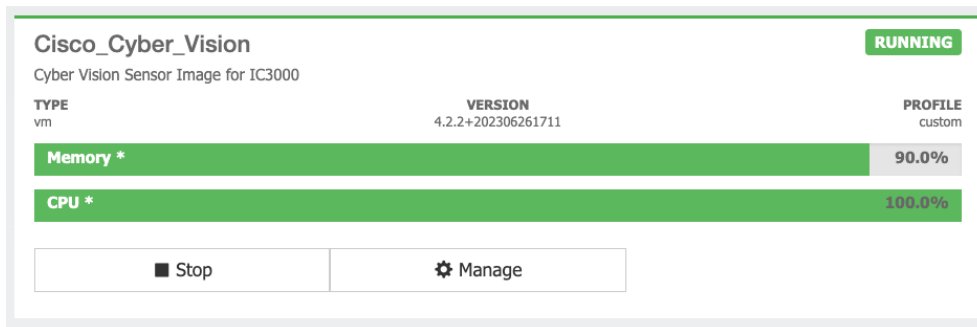 Cisco_Cyber_Vision RUNNING
Cyber Vision Sensor Image for IC3000
TYPE VERSION PROFILE
vm 4.2.2+202306261711 custom
Memory * 90.0%
CPU * 100.0%
Stop Manage